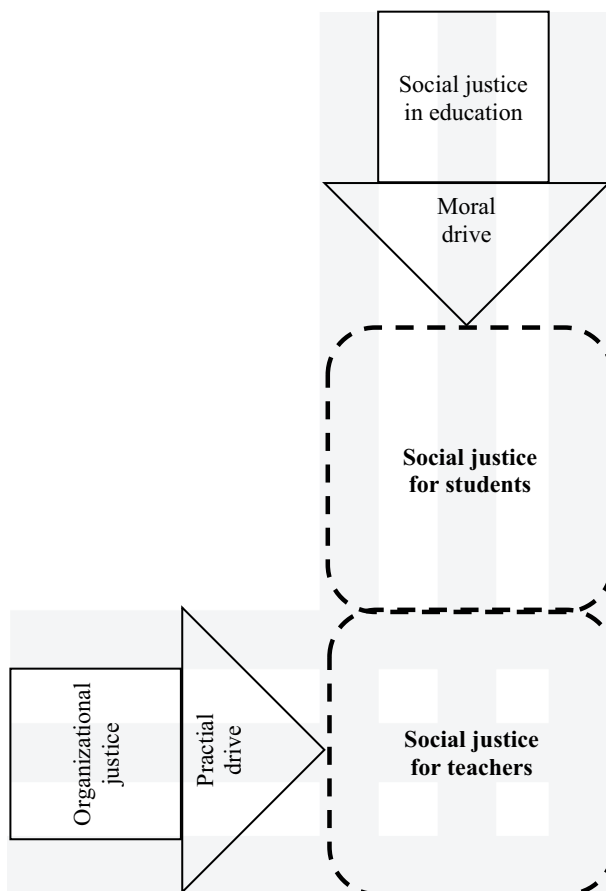 Social justice
in education
Moral
drive
Social justice
for students
Organizational
justice
Practial
drive
Social justice
for teachers